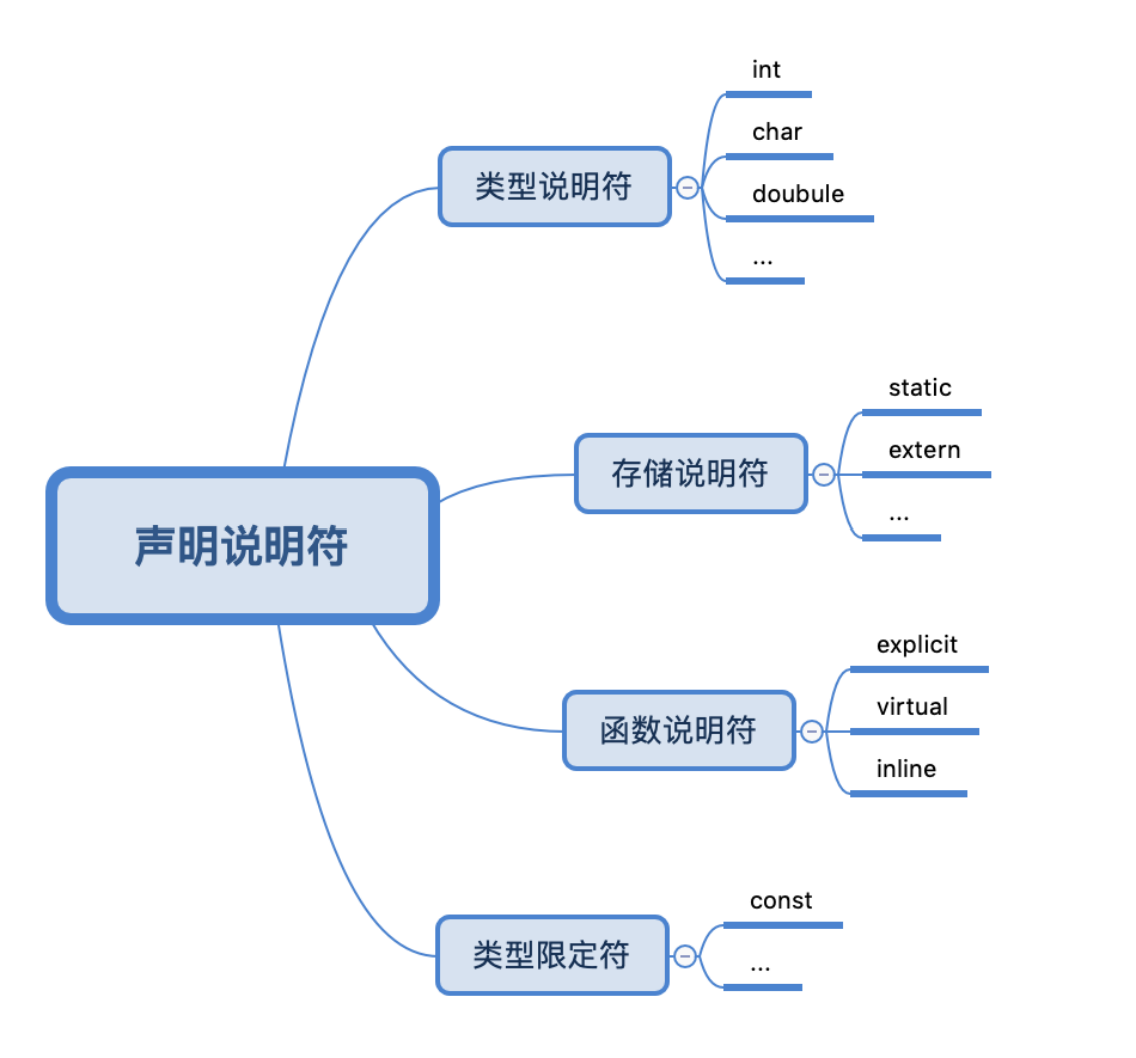 声明说明符
类型说明符
int
char
doubule
...
存储说明符
static
extern
...
函数说明符
explicit
virtual
inline
类型限定符
const
...